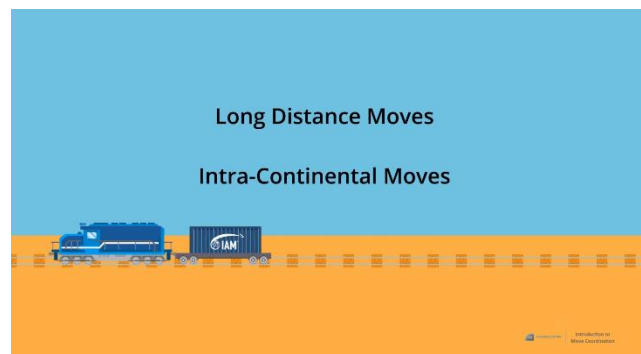 Long Distance Moves
Intra-Continental Moves
IAM
Introduction to
Move Coordination